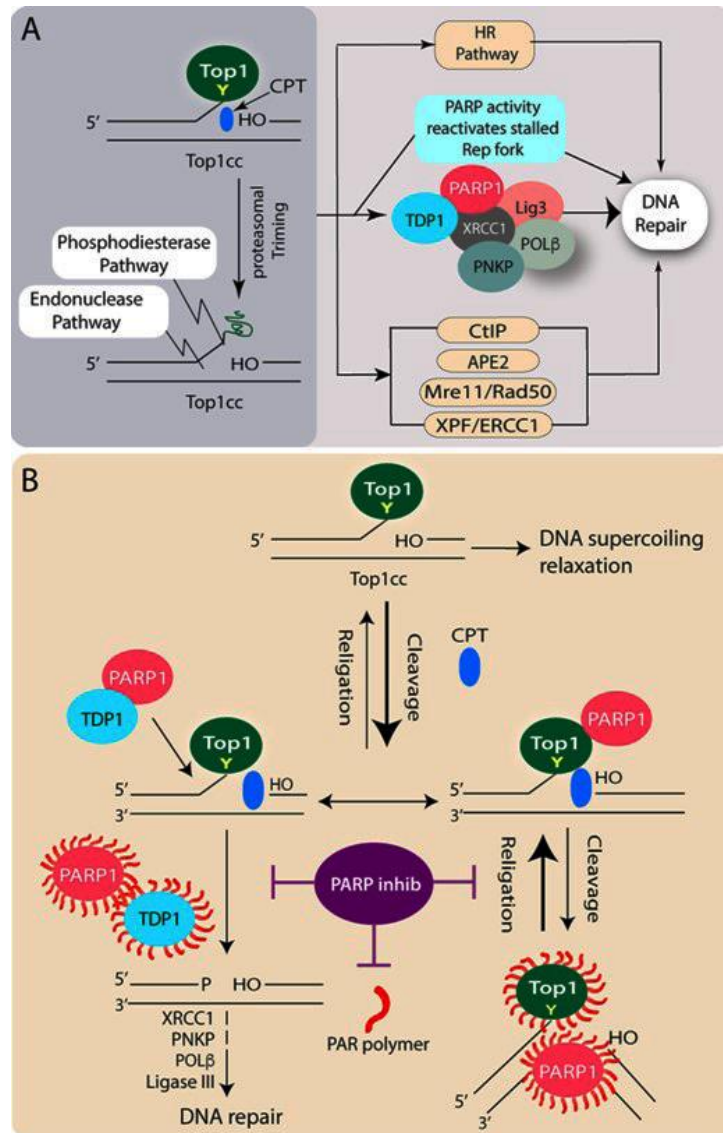 A
Top1
Y
CPT
5′
HO
Top1cc
proteasomal
Triming
Phosphodiesterase
Pathway
Endonuclease
Pathway
5′
HO
Top1cc
HR
Pathway
PARP activity
reactivates stalled
Rep fork
PARP1
Lig3
TDP1
XRCC1
POLβ
PNKP
DNA
Repair
CtIP
APE2
Mre11/Rad50
XPF/ERCC1
B
Top1
Y
5′
HO
Top1cc
DNA supercoiling
relaxation
Religation
Cleavage
CPT
PARP1
TDP1
Top1
Y
HO
5′
3′
PARP1
Top1
Y
HO
5′
3′
PARP1
TDP1
PARP inhib
Religation
Cleavage
P HO
5′
3′
XRCC1
PNKP
POLβ
Ligase III
DNA repair
PAR polymer
Top1
Y
HO
PARP1
5′
3′